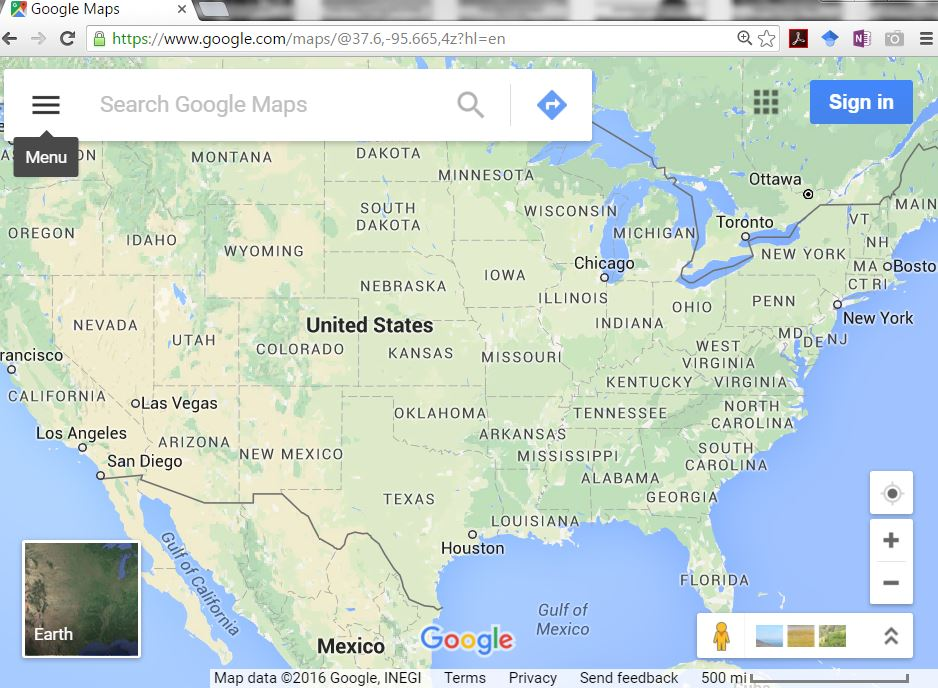 Google Maps
https://www.google.com/maps/@37.6,-95.665,4z?hl=en
Search Google Maps
Sign in
Menu
MONTANA
DAKOTA
MINNESOTA
Ottawa
SOUTH
DAKOTA
WISCONSIN
MICHIGAN
Toronto
VT
MAIN
OREGON
IDAHO
WYOMING
NEW YORK
NH
Chicago
MA
Bosto
IOWA
NEBRASKA
ILLINOIS
CT RI
OHIO
PENN
INDIANA
New York
NEVADA
United States
UTAH
COLORADO
KANSAS
MISSOURI
WEST
VIRGINIA
MD
DE
NJ
rancisco
KENTUCKY
VIRGINIA
CALIFORNIA
Las Vegas
OKLAHOMA
TENNESSEE
NORTH
CAROLINA
Los Angeles
ARIZONA
NEW MEXICO
ARKANSAS
MISSISSIPPI
SOUTH
CAROLINA
San Diego
ALABAMA
TEXAS
GEORGIA
LOUISIANA
Houston
Gulf of California
FLORIDA
Gulf of
Mexico
Earth
Mexico
Google
Map data ©2016 Google, INEGI Terms Privacy Send feedback 500 mi